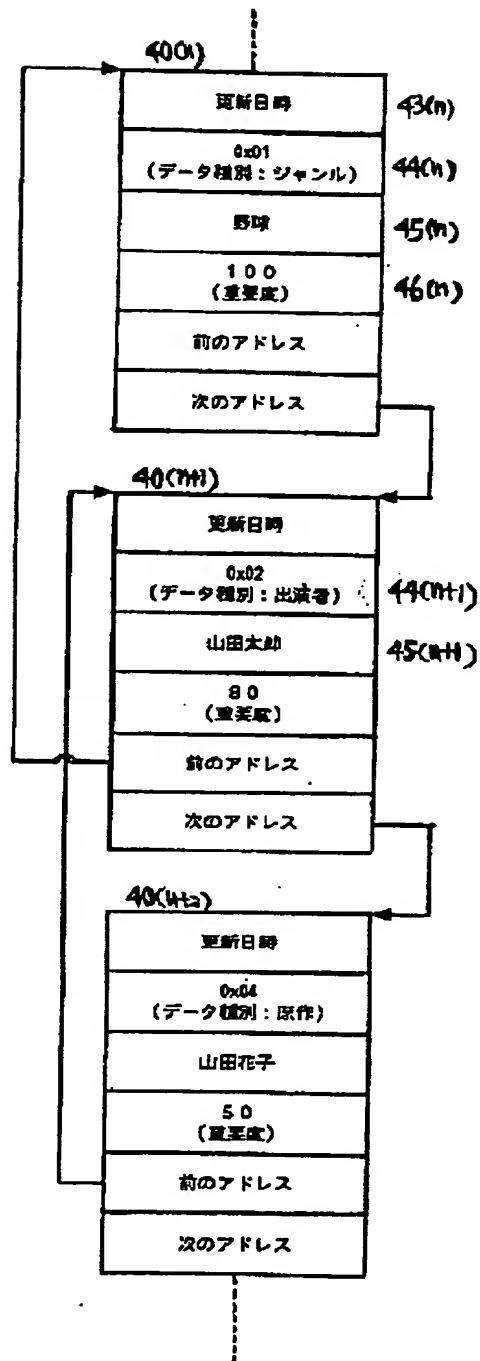 40(n)
更新日時
43(n)
0x01
(データ種別：ジャンル)
44(n)
野球
45(n)
100
(重要度)
46(n)
前のアドレス
次のアドレス
40(n+1)
更新日時
0x02
(データ種別：出演者)
44(n+1)
山田太郎
45(n+1)
80
(重要度)
前のアドレス
次のアドレス
40(n+2)
更新日時
0x04
(データ種別：原作)
山田花子
50
(重要度)
前のアドレス
次のアドレス